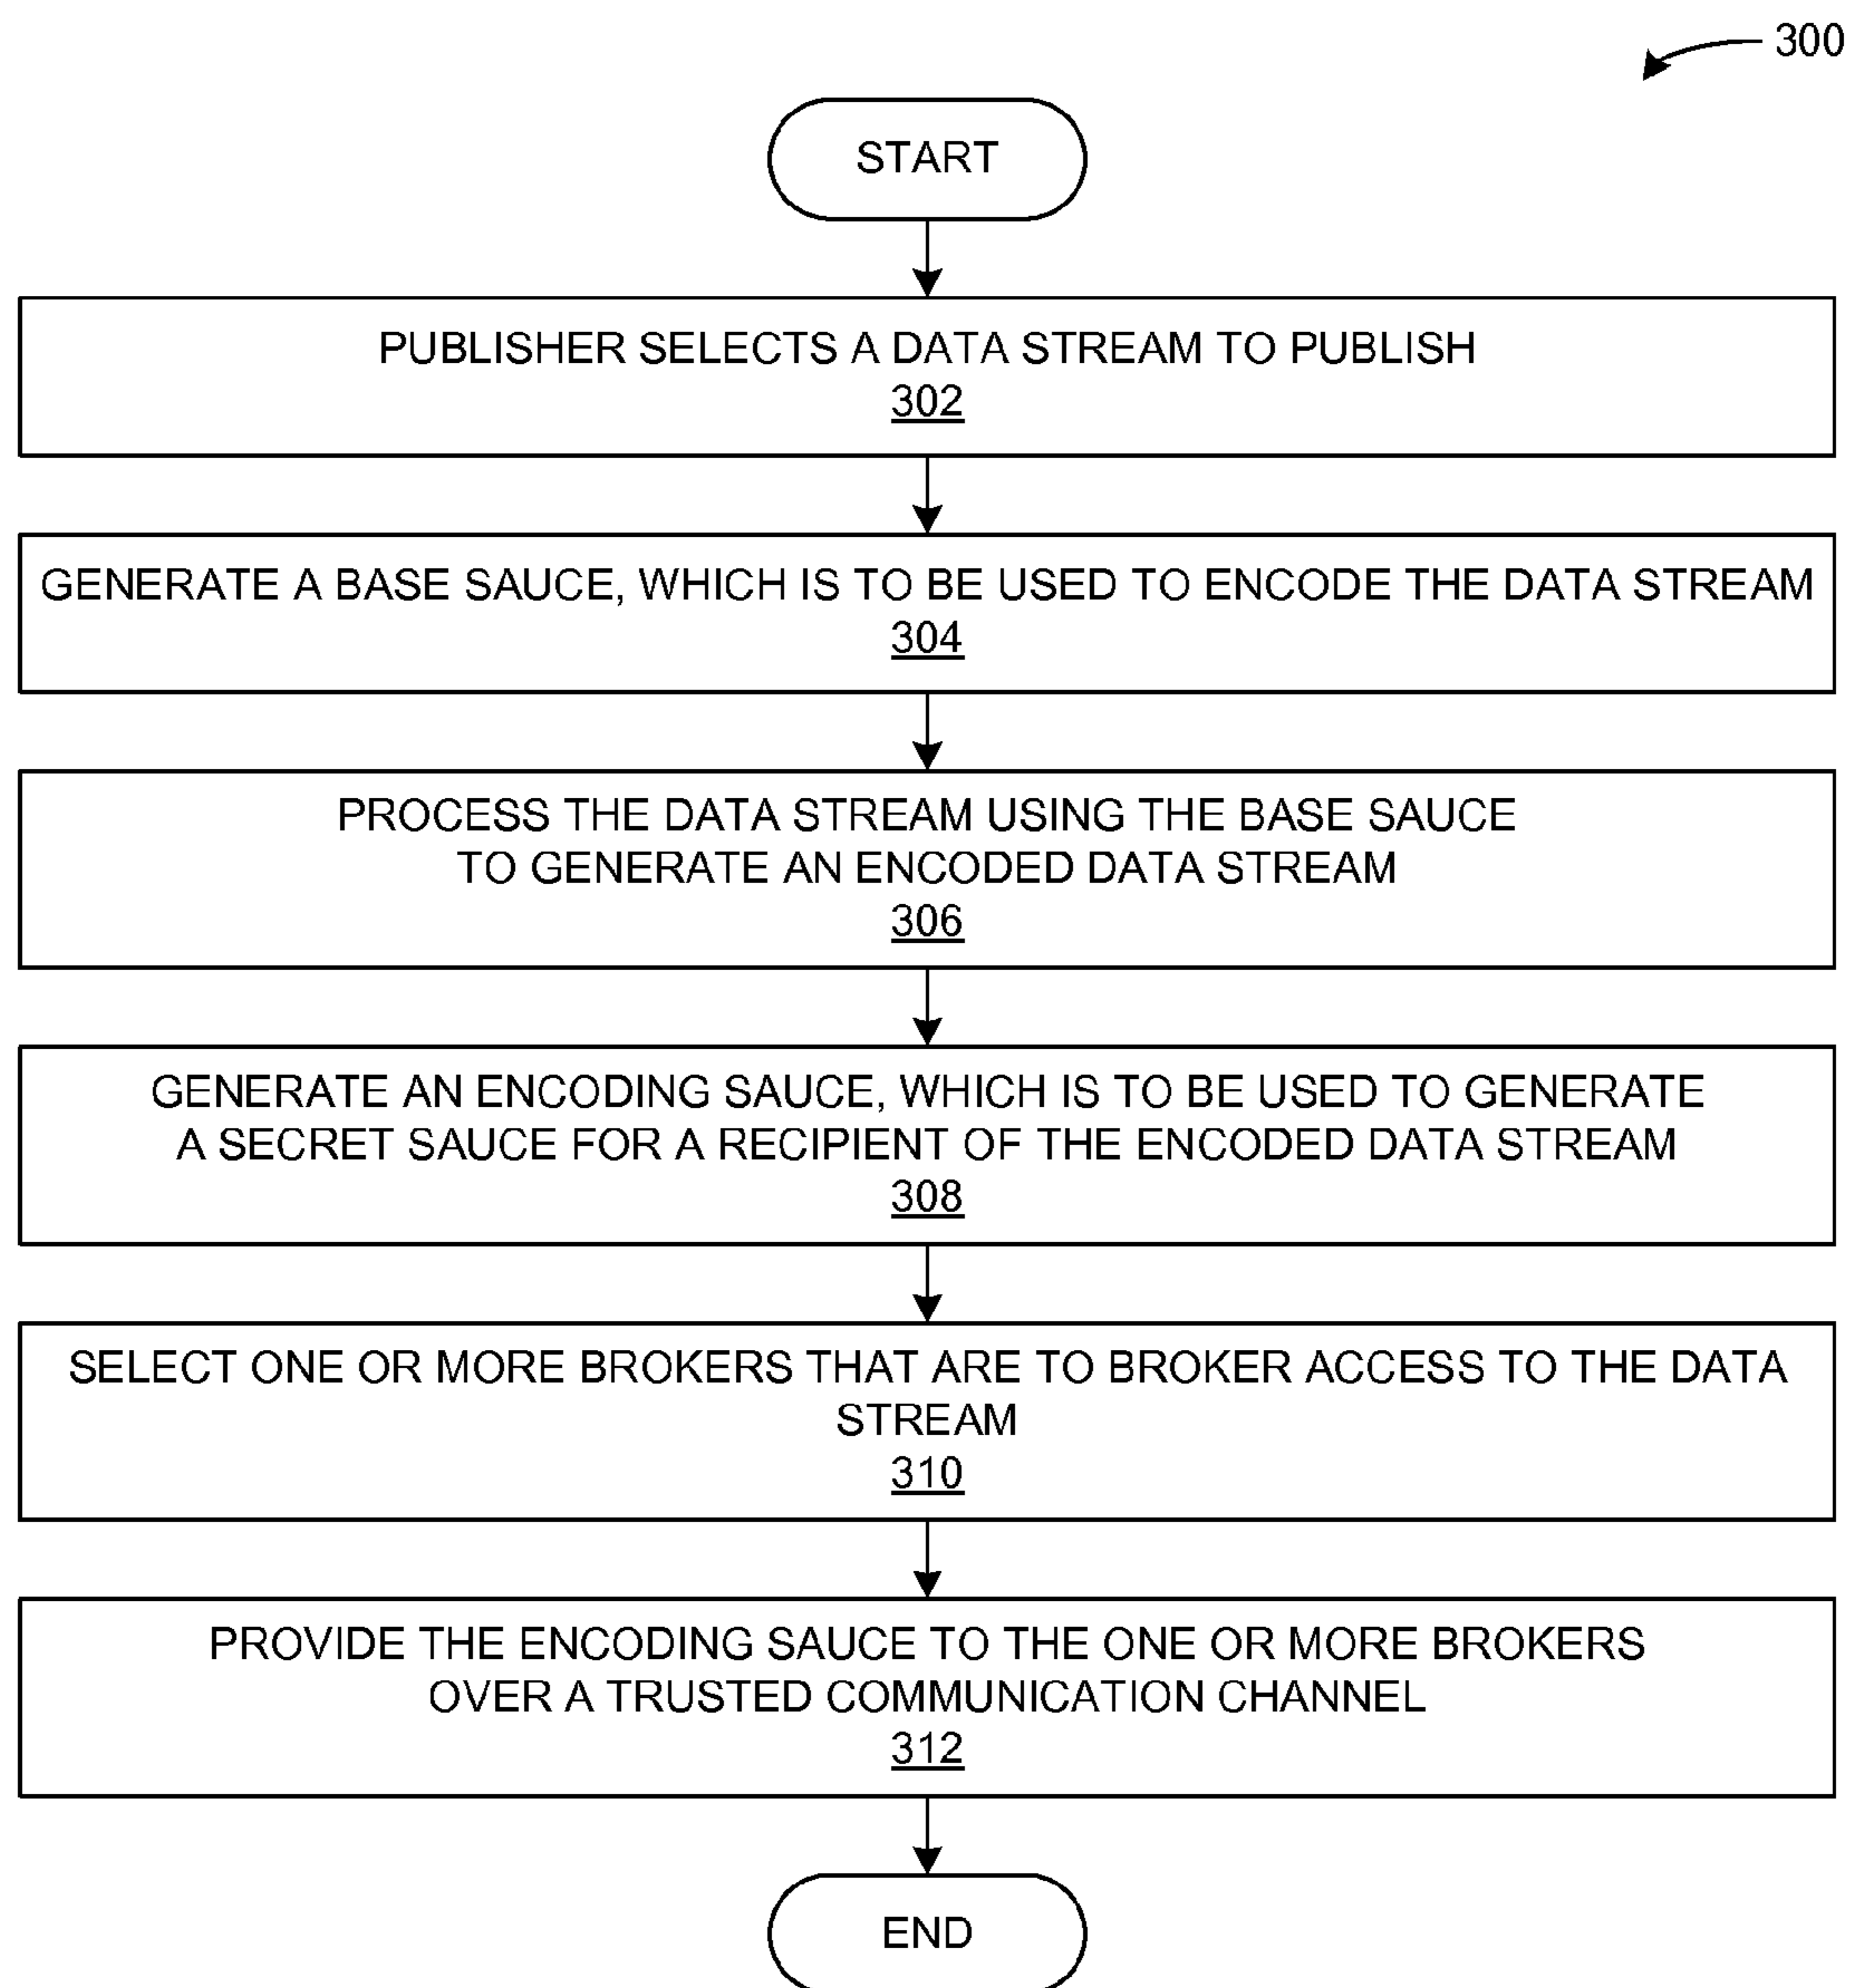 300
START
PUBLISHER SELECTS A DATA STREAM TO PUBLISH
302
GENERATE A BASE SAUCE, WHICH IS TO BE USED TO ENCODE THE DATA STREAM
304
PROCESS THE DATA STREAM USING THE BASE SAUCE
TO GENERATE AN ENCODED DATA STREAM
306
GENERATE AN ENCODING SAUCE, WHICH IS TO BE USED TO GENERATE
A SECRET SAUCE FOR A RECIPIENT OF THE ENCODED DATA STREAM
308
SELECT ONE OR MORE BROKERS THAT ARE TO BROKER ACCESS TO THE DATA
STREAM
310
PROVIDE THE ENCODING SAUCE TO THE ONE OR MORE BROKERS
OVER A TRUSTED COMMUNICATION CHANNEL
312
END